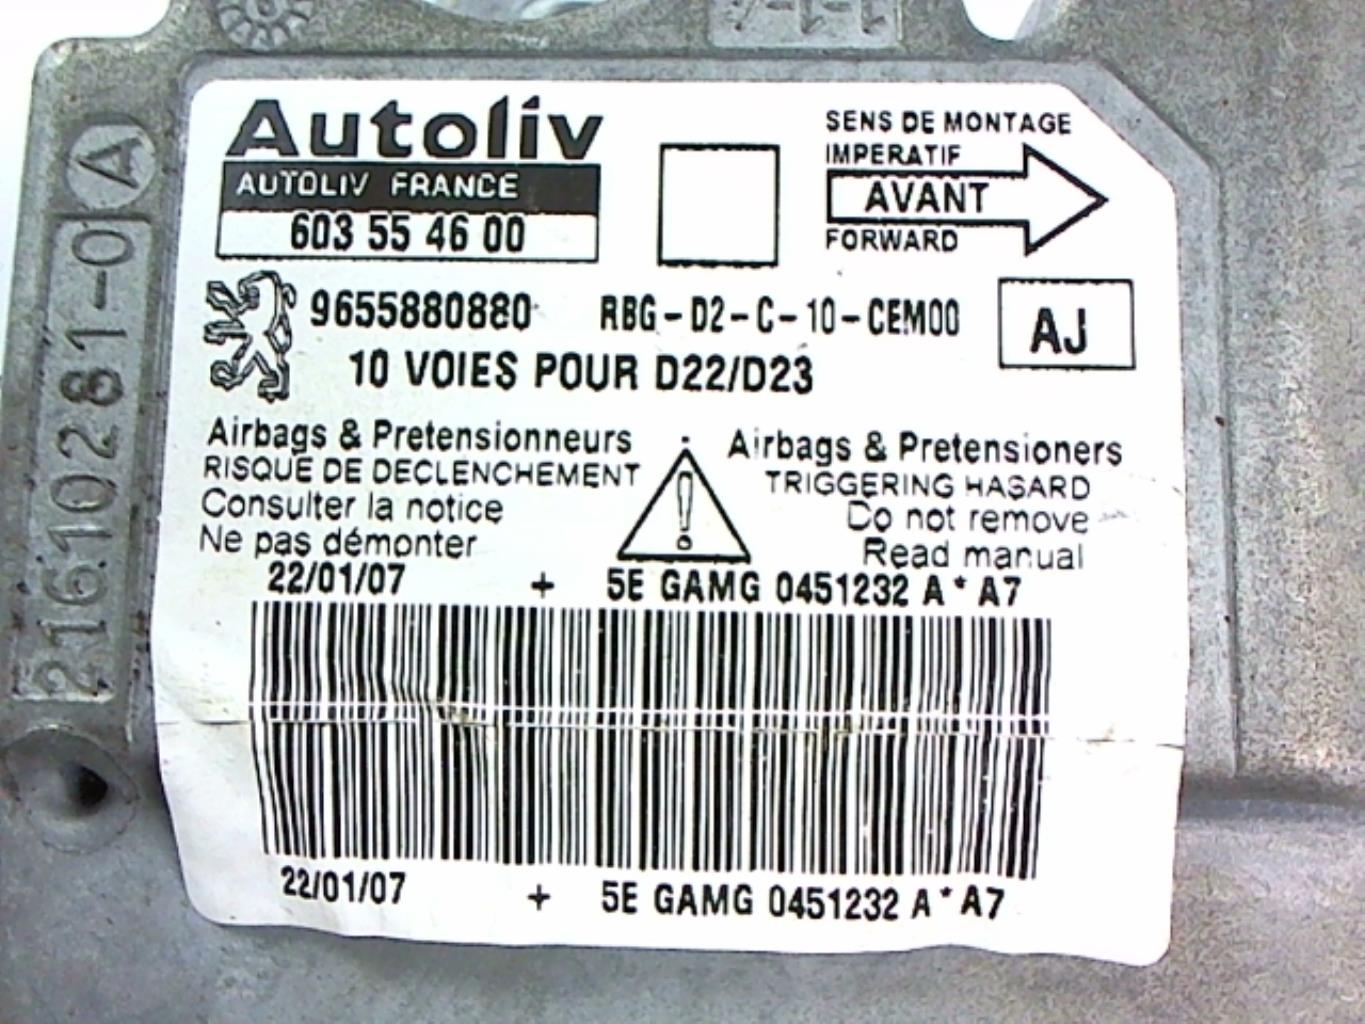 Autoliv
AUTOLIV FRANCE
603 55 46 00
SENS DE MONTAGE
IMPERATIF
AVANT
FORWARD
9655880880 RBG-D2-C-10-CEM00
AJ
10 VOIES POUR D22/D23
Airbags & Pretensionneurs
RISQUE DE DECLENCHEMENT
Consulter la notice
Ne pas démonter
Airbags & Pretensioners
TRIGGERING HASARD
Do not remove
Read manual
22/01/07 + 5E GAMG 0451232 A* A7
22/01/07 + 5E GAMG 0451232 A* A7
21610281-0 A